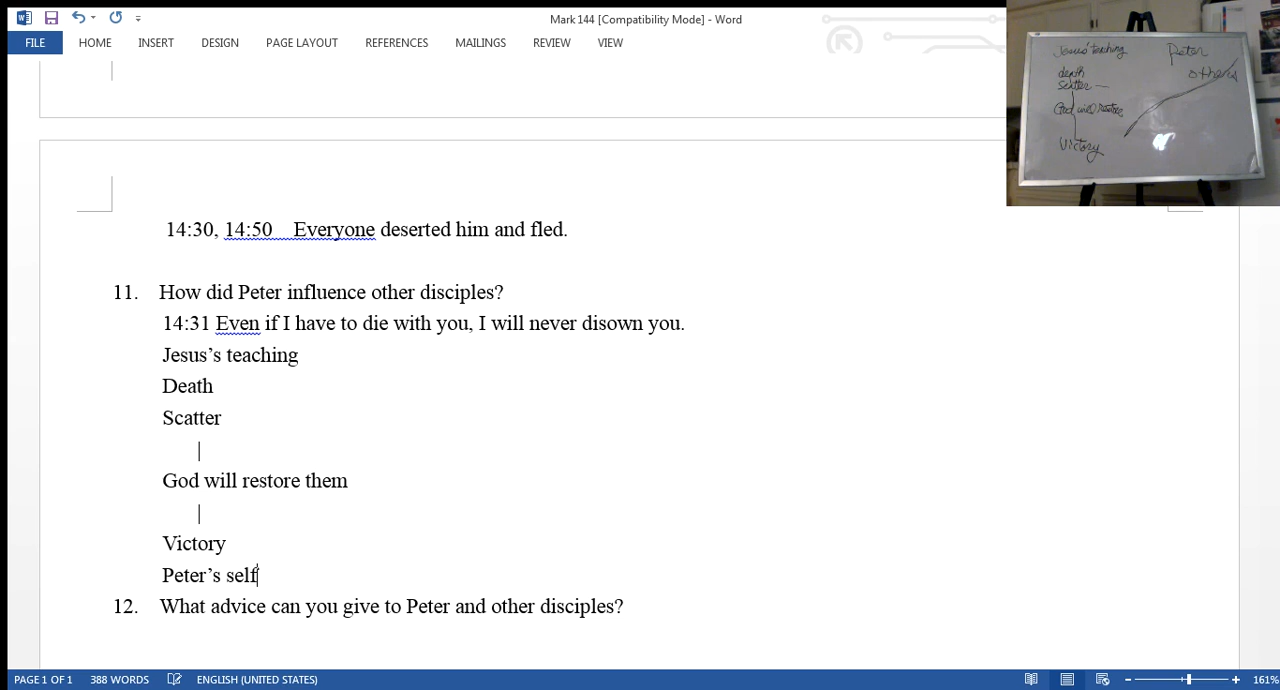 Mark 144 [Compatibility Mode] - Word
FILE HOME INSERT DESIGN PAGE LAYOUT REFERENCES MAILINGS REVIEW VIEW
Jesus' teaching Peter
death others
scatter
God will restore
Victory
14:30, 14:50 Everyone deserted him and fled.
11. How did Peter influence other disciples?
14:31 Even if I have to die with you, I will never disown you.
Jesus’s teaching
Death
Scatter
|
God will restore them
|
Victory
Peter’s self
12. What advice can you give to Peter and other disciples?
PAGE 1 OF 1 388 WORDS ENGLISH (UNITED STATES) 161%